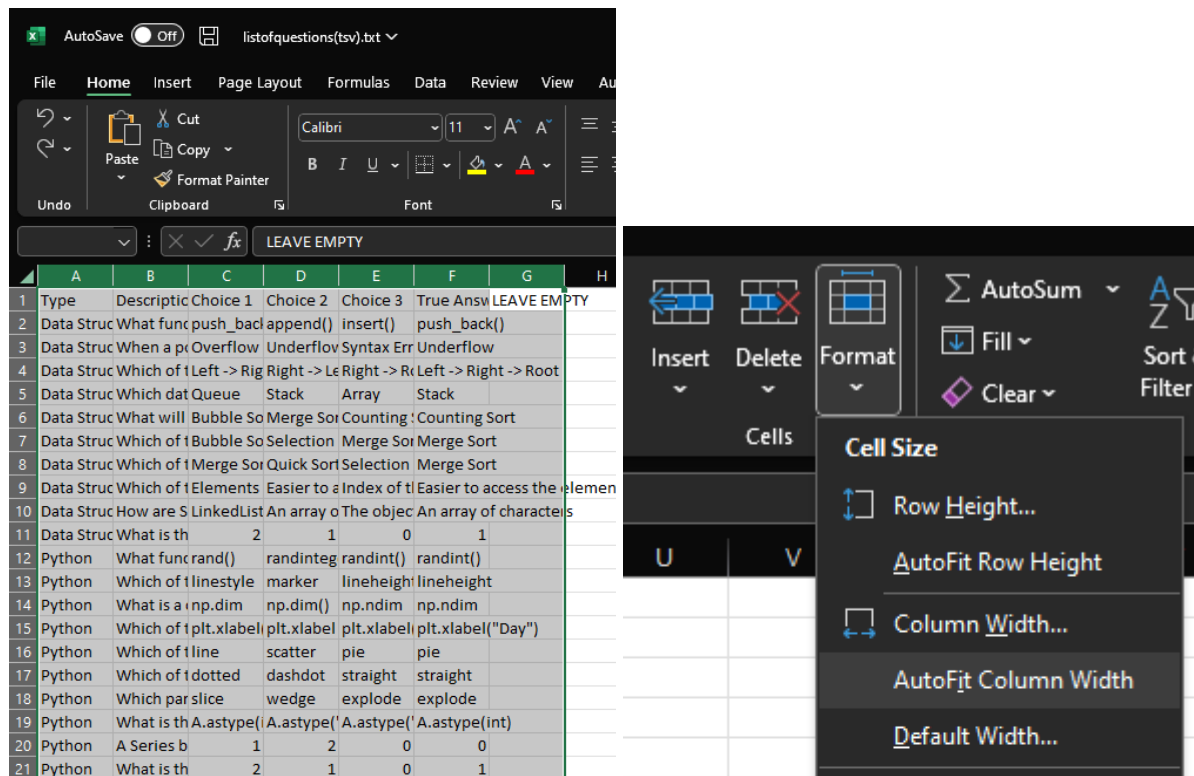 AutoSave Off listofquestions(tsv).txt
File Home Insert Page Layout Formulas Data Review View Au
Cut
Copy
Format Painter
Paste
Calibri 11 A A
B I U A
Undo Clipboard Font
fx LEAVE EMPTY
A B C D E F G H
1 Type Descriptic Choice 1 Choice 2 Choice 3 True Answ LEAVE EMPTY
2 Data Struc What func push_back append() insert() push_back()
3 Data Struc When a po Overflow Underflow Syntax Err Underflow
4 Data Struc Which of t Left -> Rig Right -> Le Right -> Ro Left -> Right -> Root
5 Data Struc Which dat Queue Stack Array Stack
6 Data Struc What will Bubble So Merge Sor Counting S Counting Sort
7 Data Struc Which of t Bubble So Selection Merge Sor Merge Sort
8 Data Struc Which of t Merge Sor Quick Sort Selection Merge Sort
9 Data Struc Which of t Elements Easier to a Index of th Easier to access the elemen
10 Data Struc How are S LinkedList An array o The objec An array of characters
11 Data Struc What is th 2 1 0 1
12 Python What func rand() randinteg randint() randint()
13 Python Which of t linestyle marker lineheight lineheight
14 Python What is a c np.dim np.dim() np.ndim np.ndim
15 Python Which of t plt.xlabel( plt.xlabel plt.xlabel( plt.xlabel("Day")
16 Python Which of t line scatter pie pie
17 Python Which of t dotted dashdot straight straight
18 Python Which par slice wedge explode explode
19 Python What is th A.astype(i A.astype(' A.astype(' A.astype(int)
20 Python A Series b 1 2 0 0
21 Python What is th 2 1 0 1
Insert Delete Format
Cells
AutoSum
Fill
Clear
A
Z
Sort
Filter
U V
Cell Size
Row Height...
AutoFit Row Height
Column Width...
AutoFit Column Width
Default Width...